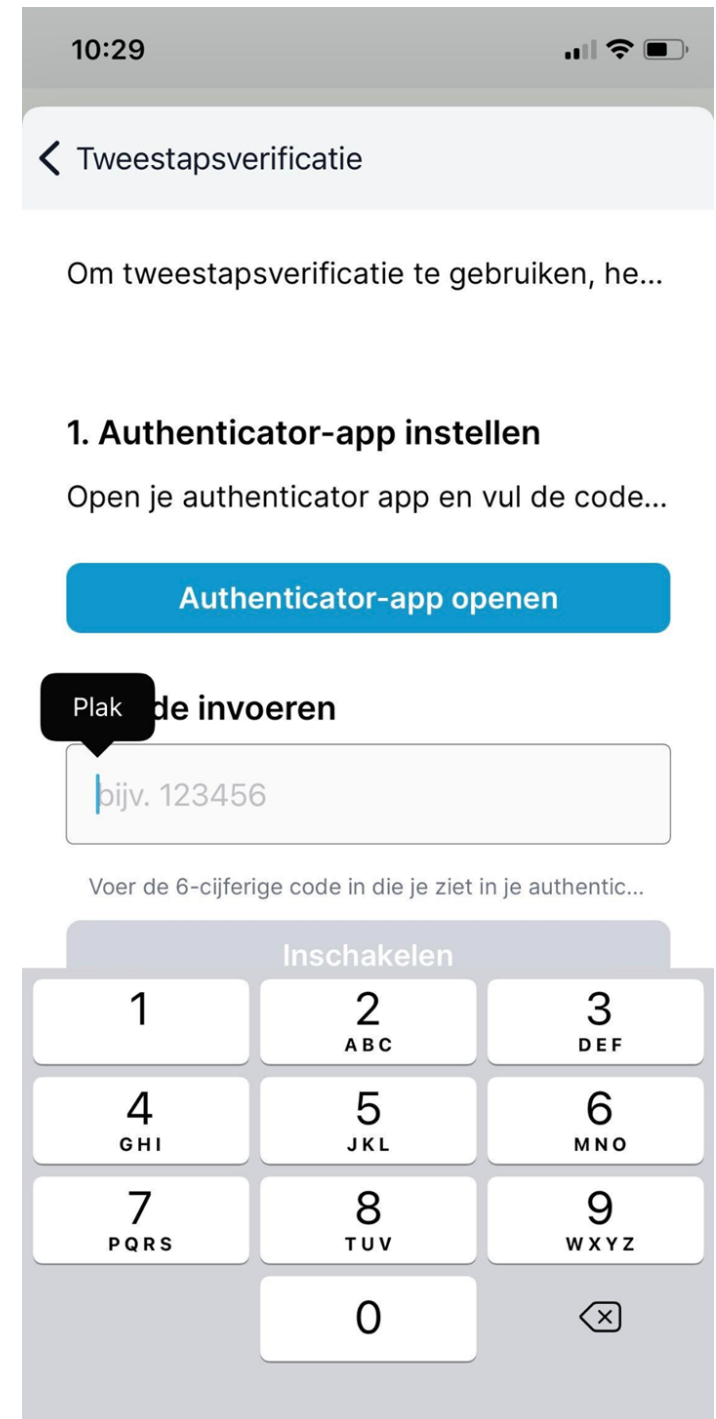 10:29
Tweestapsverificatie
Om tweestapsverificatie te gebruiken, he...
1. Authenticator-app instellen
Open je authenticator app en vul de code...
Authenticator-app openen
Plak
de invoeren
bijv. 123456
Voer de 6-cijferige code in die je ziet in je authentic...
Inschakelen
1 2 3
ABC DEF
4 5 6
GHI JKL MNO
7 8 9
PQRS TUV WXYZ
0